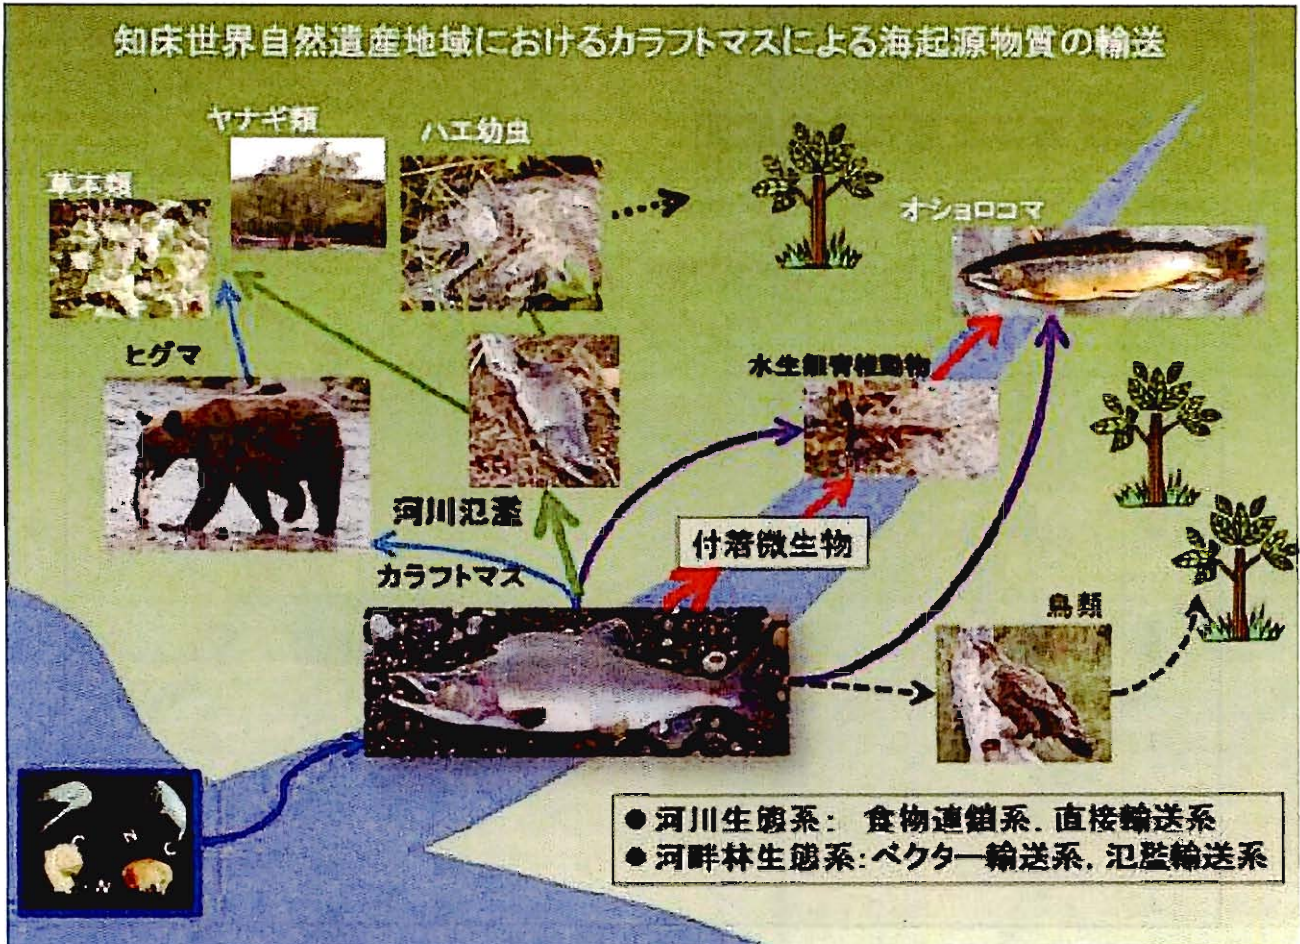 知床世界自然遺産地域におけるカラフトマスによる海起源物質の輸送
ヤナギ類
ハエ幼虫
草本類
オショロコマ
ヒグマ
水生無脊椎動物
河川氾濫
付着微生物
カラフトマス
鳥類
C
N
C
N
●河川生態系: 食物連鎖系, 直接輸送系
●河畔林生態系:ベクター輸送系, 氾濫輸送系